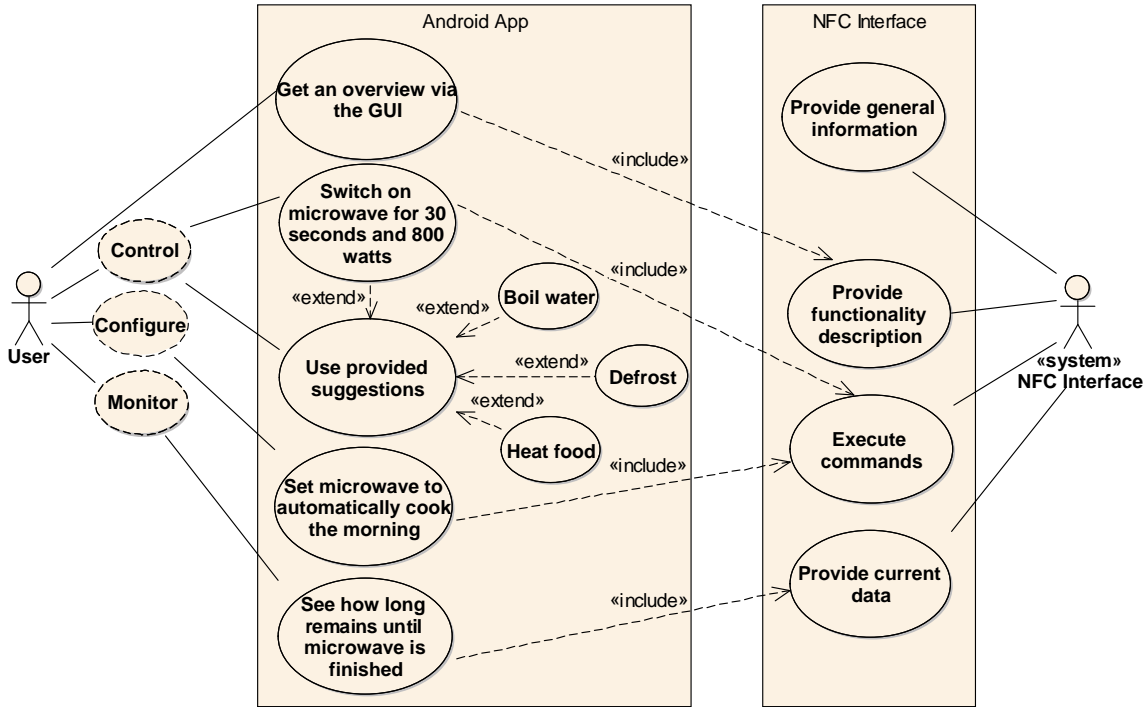 Android App
NFC Interface
Get an overview via
the GUI
Provide general
information
«include»
Switch on
microwave for 30
seconds and 800
watts
Control
«include»
«extend»
Boil water
«extend»
Configure
Provide
functionality
description
User
Use provided
suggestions
«extend»
Defrost
«system»
NFC Interface
Monitor
«extend»
Heat food
Execute
commands
«include»
Set microwave to
automatically cook
the morning
Provide current
data
«include»
See how long
remains until
microwave is
finished